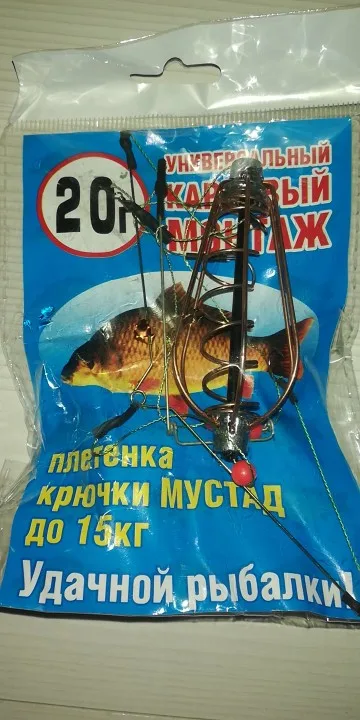 20г
УНИВЕРСАЛЬНЫЙ
КАРПОВЫЙ
МОНТАЖ
плетенка
крючки МУСТАД
до 15кг
Удачной рыбалки!